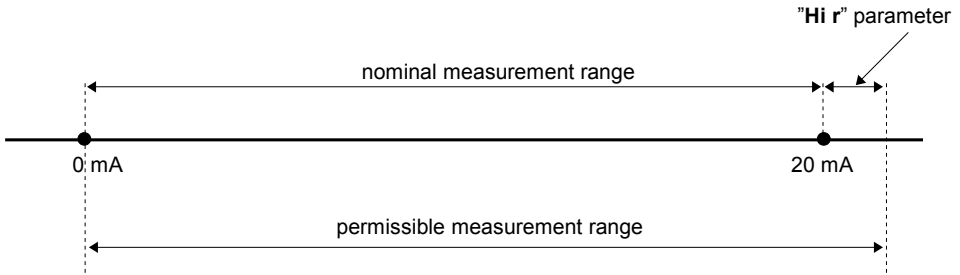 ”Hi r” parameter
nominal measurement range
0 mA
20 mA
permissible measurement range